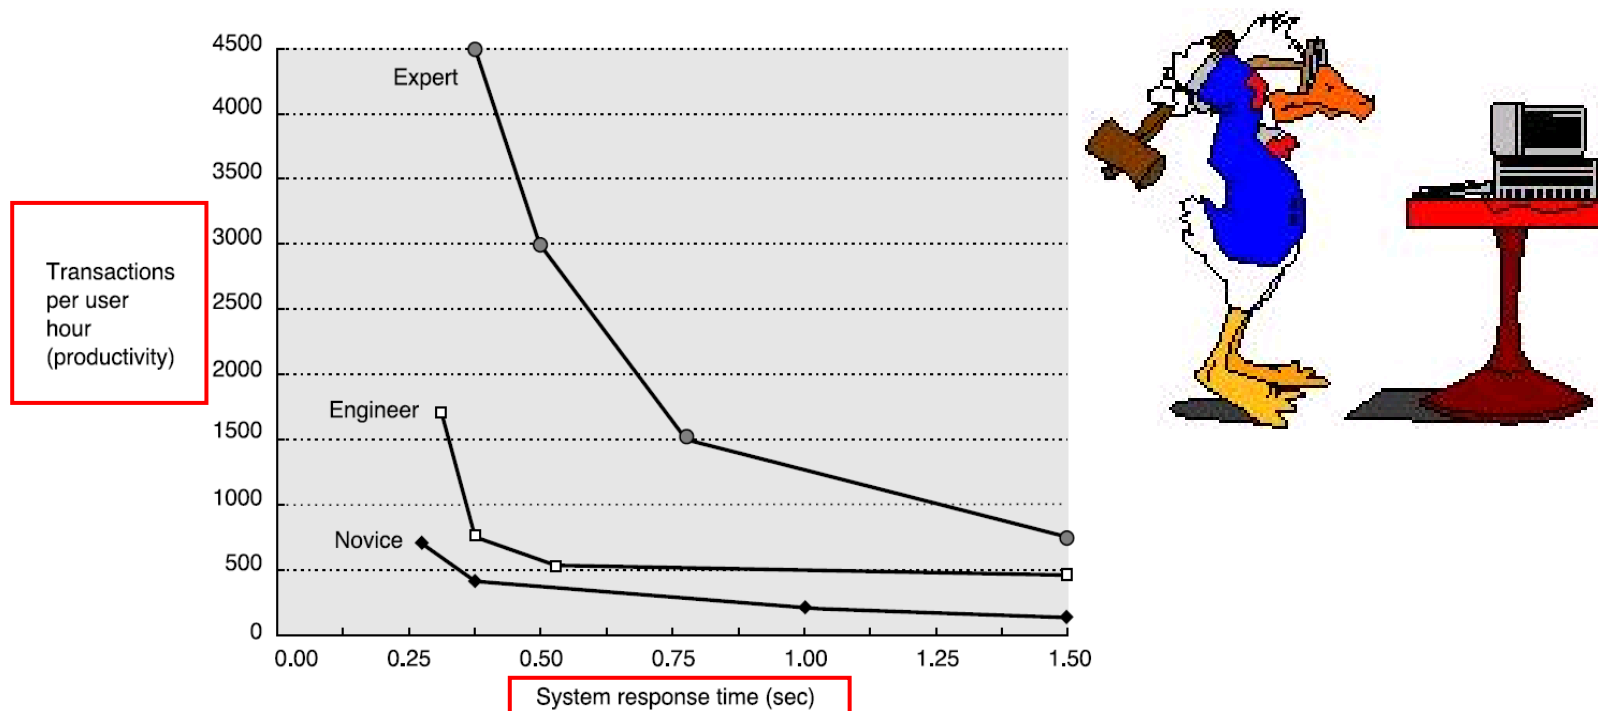 4500
Expert
4000
3500
3000
Transactions
per user
hour
(productivity)
2500
2000
Engineer
1500
1000
Novice
500
0
0.00 0.25 0.50 0.75 1.00 1.25 1.50
System response time (sec)